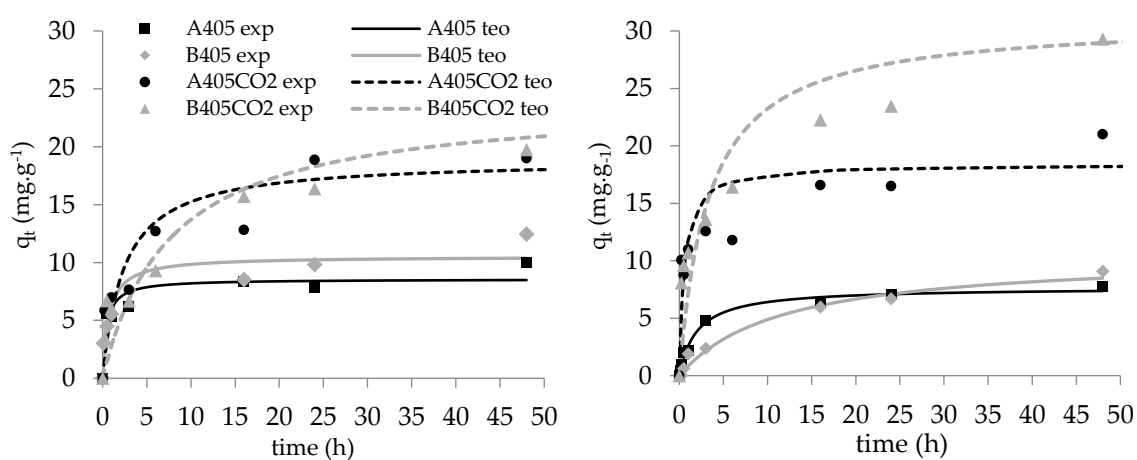 A405 exp A405 teo
B405 exp B405 teo
A405CO2 exp A405CO2 teo
B405CO2 exp B405CO2 teo
qt (mg.g-1)
30
25
20
15
10
5
0
0 5 10 15 20 25 30 35 40 45 50
time (h)
qt (mg.g-1)
30
25
20
15
10
5
0
0 5 10 15 20 25 30 35 40 45 50
time (h)